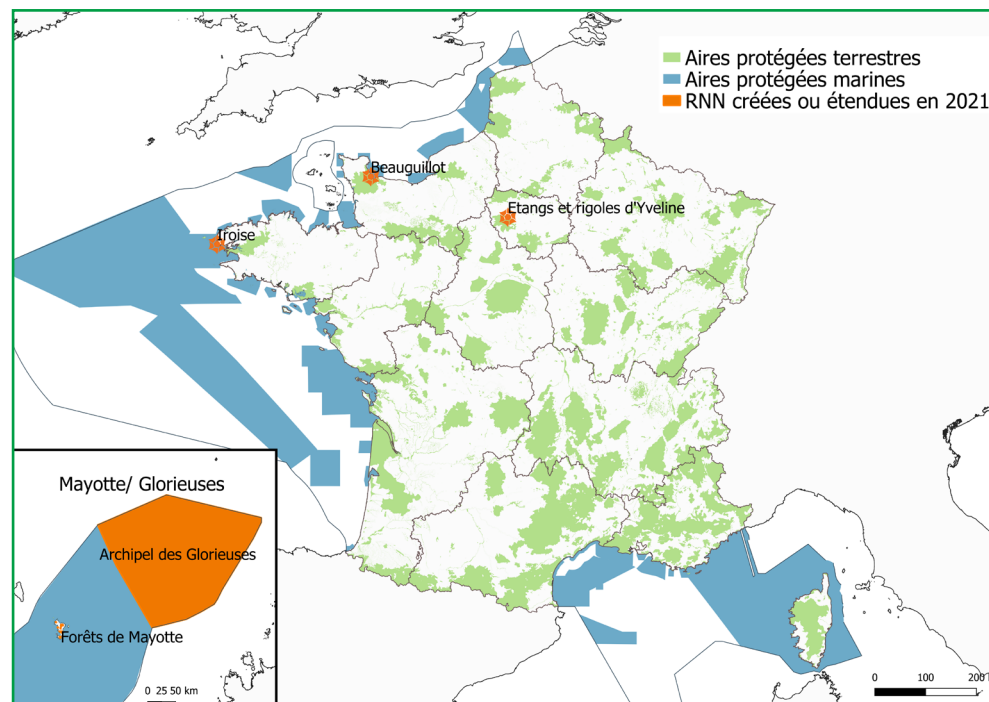 Aires protégées terrestres
Aires protégées marines
RNN créées ou étendues en 2021
Beauguillot
Etangs et rigoles d'Yveline
Iroise
Mayotte/ Glorieuses
Archipel des Glorieuses
Forêts de Mayotte
0 25 50 km
0 100 200